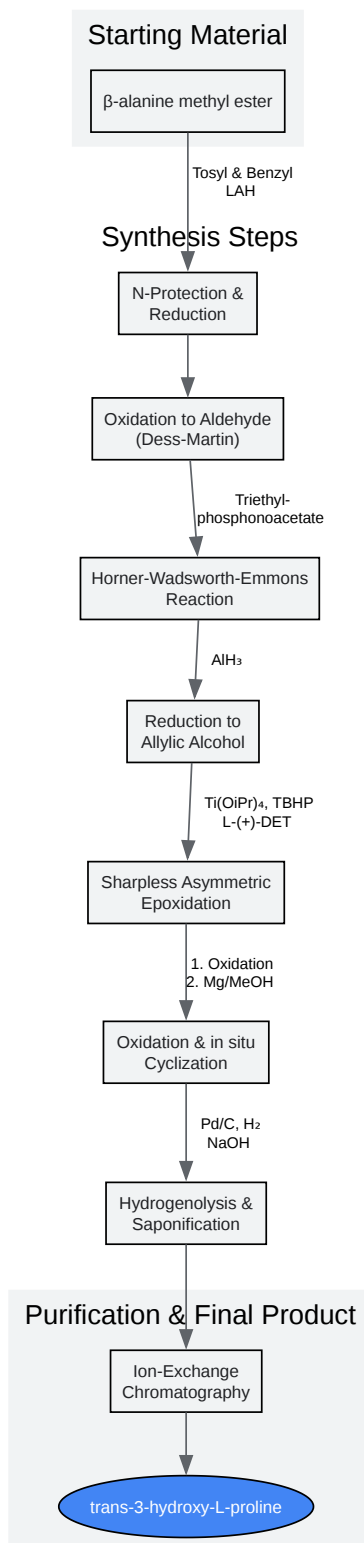 Starting Material
β-alanine methyl ester
Tosyl & Benzyl
LAH
Synthesis Steps
N-Protection &
Reduction
Oxidation to Aldehyde
(Dess-Martin)
Triethyl-
phosphonoacetate
Horner-Wadsworth-Emmons
Reaction
AlH₃
Reduction to
Allylic Alcohol
Ti(OiPr)₄, TBHP
L-(+)-DET
Sharpless Asymmetric
Epoxidation
1. Oxidation
2. Mg/MeOH
Oxidation & in situ
Cyclization
Pd/C, H₂
NaOH
Hydrogenolysis &
Saponification
Purification & Final Product
Ion-Exchange
Chromatography
trans-3-hydroxy-L-proline